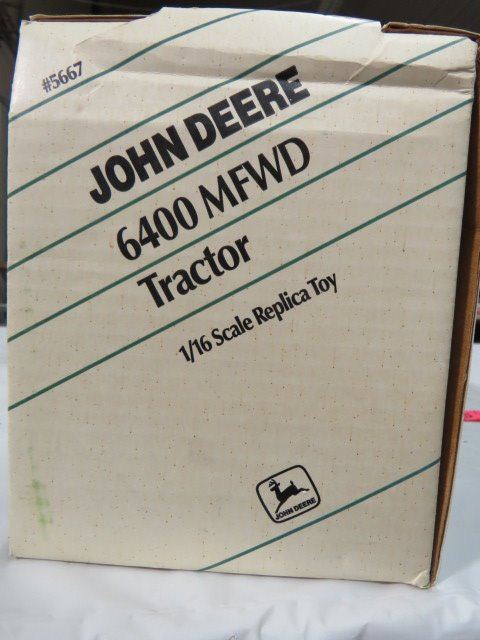 #5667
JOHN DEERE
6400 MFWD
Tractor
1/16 Scale Replica Toy
JOHN DEERE